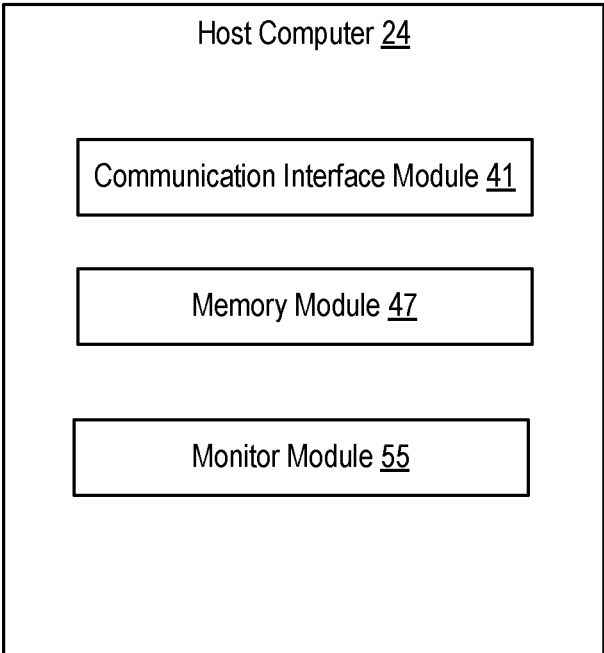 Host Computer 24
Communication Interface Module 41
Memory Module 47
Monitor Module 55